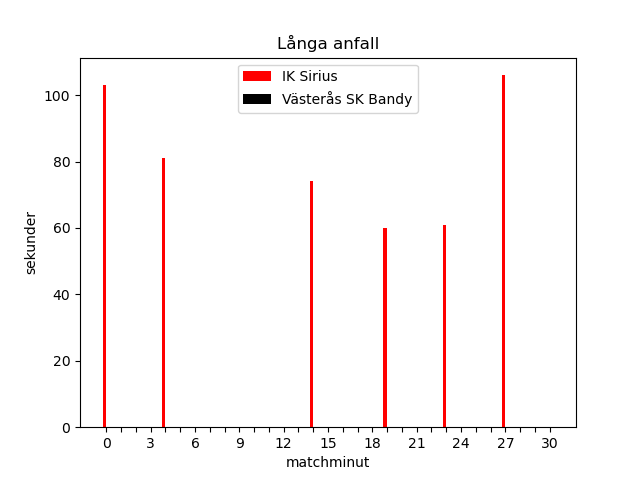 Långa anfall
IK Sirius
Västerås SK Bandy
sekunder
100
80
60
40
20
0
0 3 6 9 12 15 18 21 24 27 30
matchminut